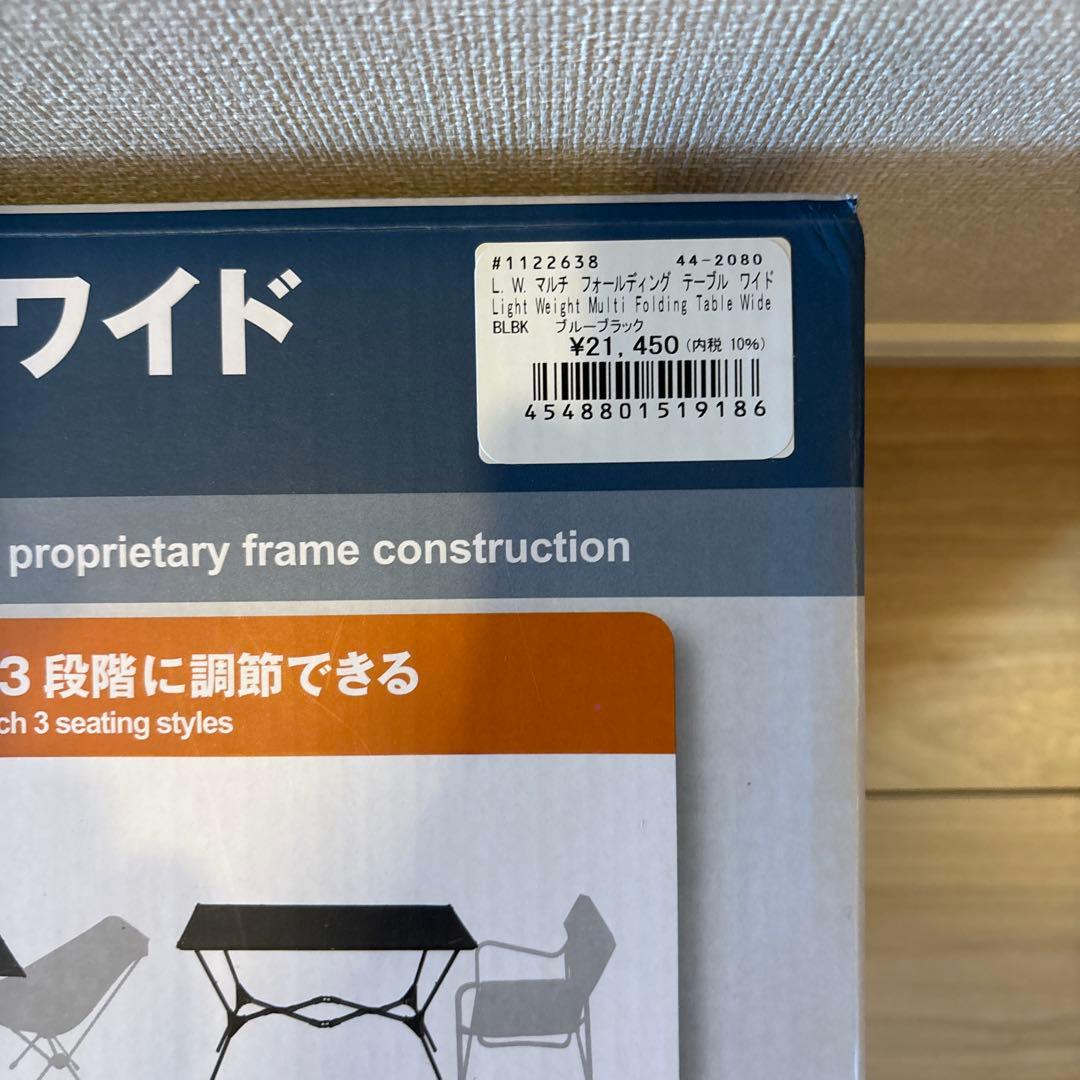 ワイド
#1122638 44-2080
L. W. マルチ フォールディング テーブル ワイド
Light Weight Multi Folding Table Wide
BLBK ブルーブラック
¥21,450 (内税 10%)
4548801519186
proprietary frame construction
3段階に調節できる
ch 3 seating styles